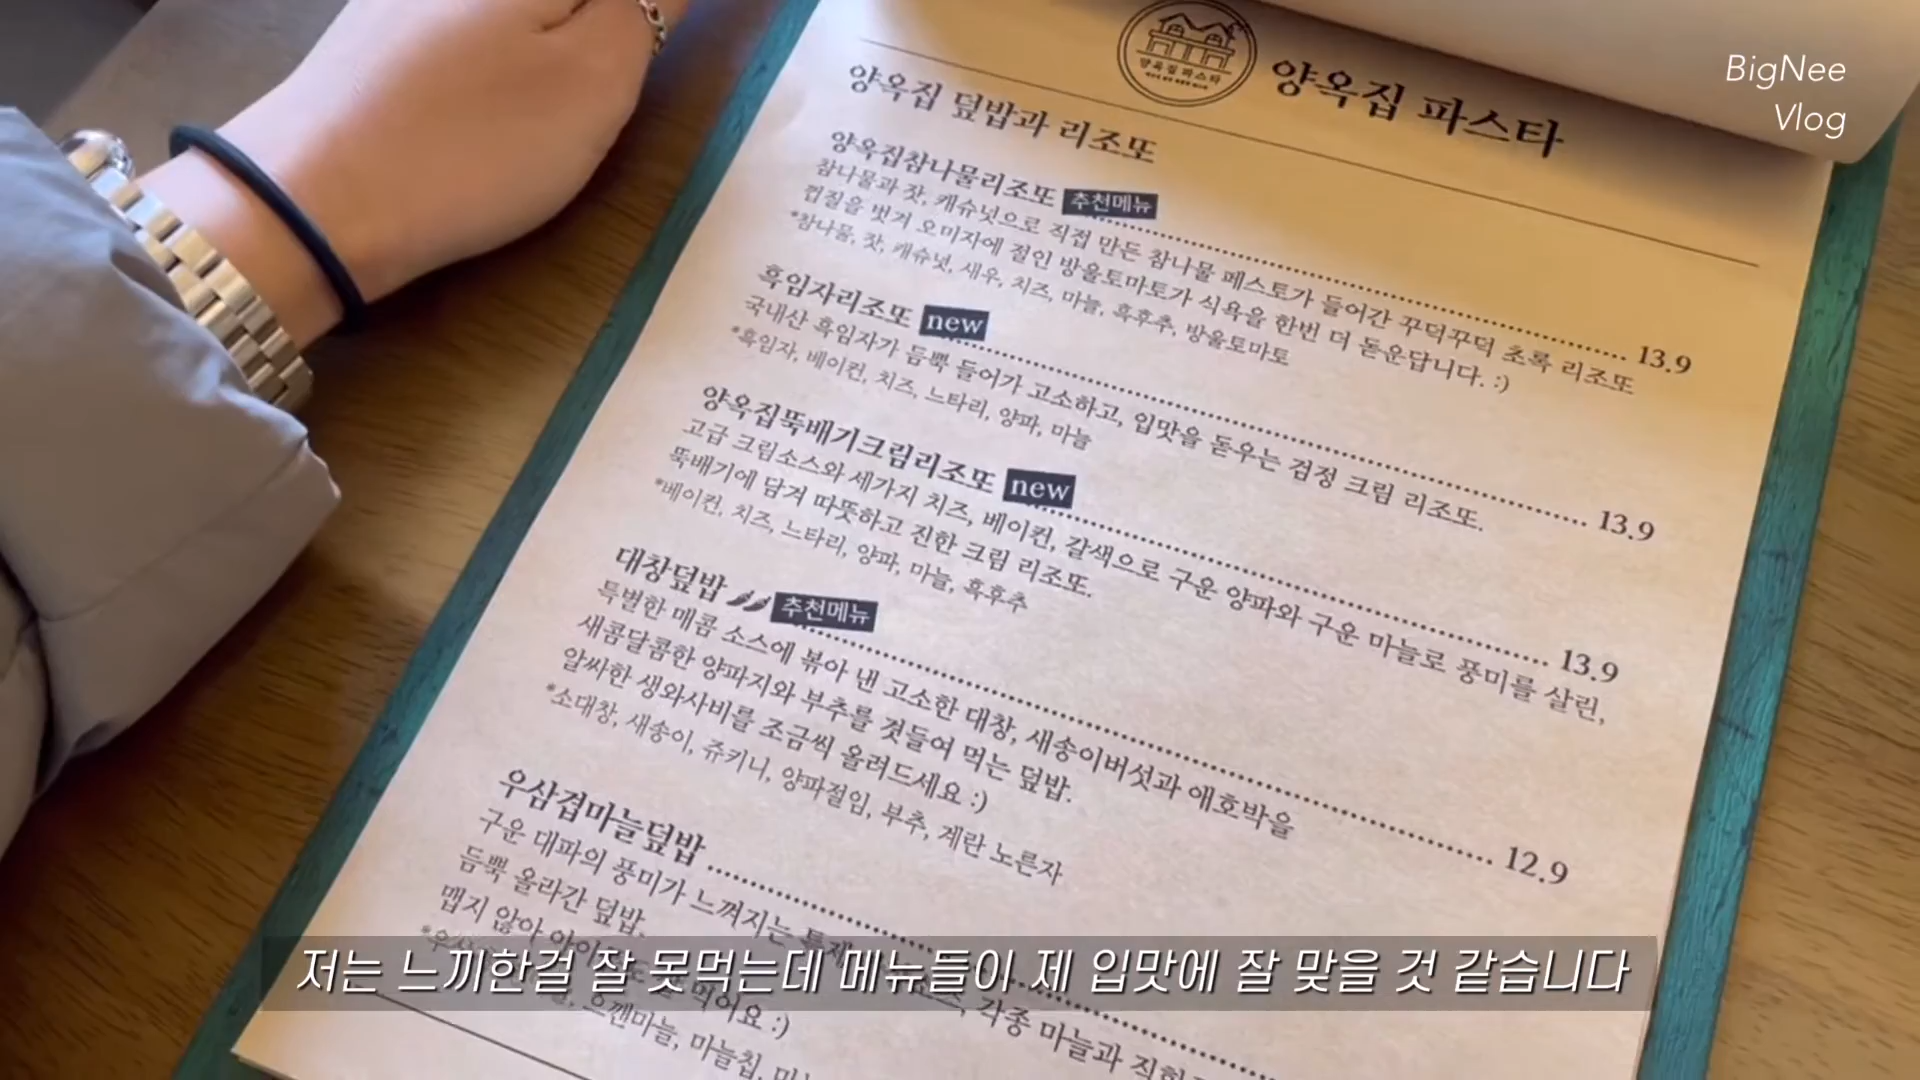 BigNee
Vlog
양옥집 파스타
양옥집 파스타
양옥집 덮밥과 리조또
양옥집참나물리조또 추천메뉴 13.9
참나물과 잣, 캐슈넛으로 직접 만든 참나물 페스토가 들어간 꾸덕꾸덕 초록 리조또
껍질을 벗겨 오미자에 절인 방울토마토가 식욕을 한번 더 돋운답니다. :)
*참나물, 잣, 캐슈넛, 새우, 치즈, 마늘, 흑후추, 방울토마토
흑임자리조또 new 13.9
국내산 흑임자가 듬뿍 들어가 고소하고, 입맛을 돋우는 검정 크림 리조또.
*흑임자, 베이컨, 치즈, 느타리, 양파, 마늘
양옥집뚝배기크림리조또 new 13.9
고급 크림소스와 세가지 치즈, 베이컨, 갈색으로 구운 양파와 구운 마늘로 풍미를 살린,
뚝배기에 담겨 따뜻하고 진한 크림 리조또.
*베이컨, 치즈, 느타리, 양파, 마늘, 흑후추
대창덮밥 추천메뉴 12.9
특별한 매콤 소스에 볶아 낸 고소한 대창, 새송이버섯과 애호박을
새콤달콤한 양파지와 부추를 곁들여 먹는 덮밥.
알싸한 생와사비를 조금씩 올려드세요 :)
*소대창, 새송이, 쥬키니, 양파절임, 부추, 계란 노른자
우삼겹마늘덮밥
구운 대파의 풍미가 느껴지는 각종 마늘과
듬뿍 올라간 덮밥.
맵지 않아 :)
으깬마늘, 마늘칩,
저는 느끼한걸 잘 못먹는데 메뉴들이 제 입맛에 잘 맞을 것 같습니다